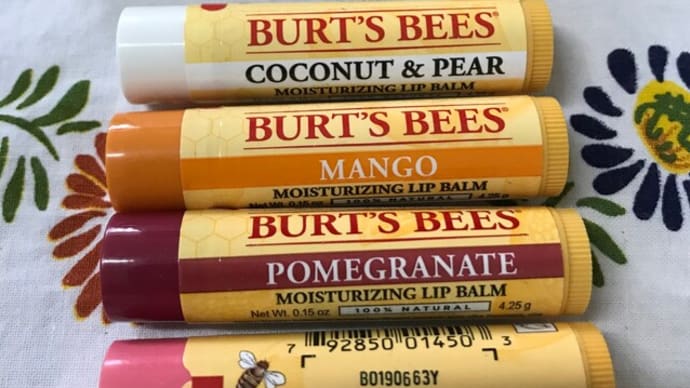 BURT'S BEES®
COCONUT & PEAR
MOISTURIZING LIP BALM
BURT'S BEES®
MANGO
MOISTURIZING LIP BALM
Net Wt. 0.15 oz 100% NATURAL 4.25 g
BURT'S BEES
POMEGRANATE
MOISTURIZING LIP BALM
Net Wt. 0.15 oz 100% NATURAL 4.25 g
7 92850 01450 3
B0190663Y